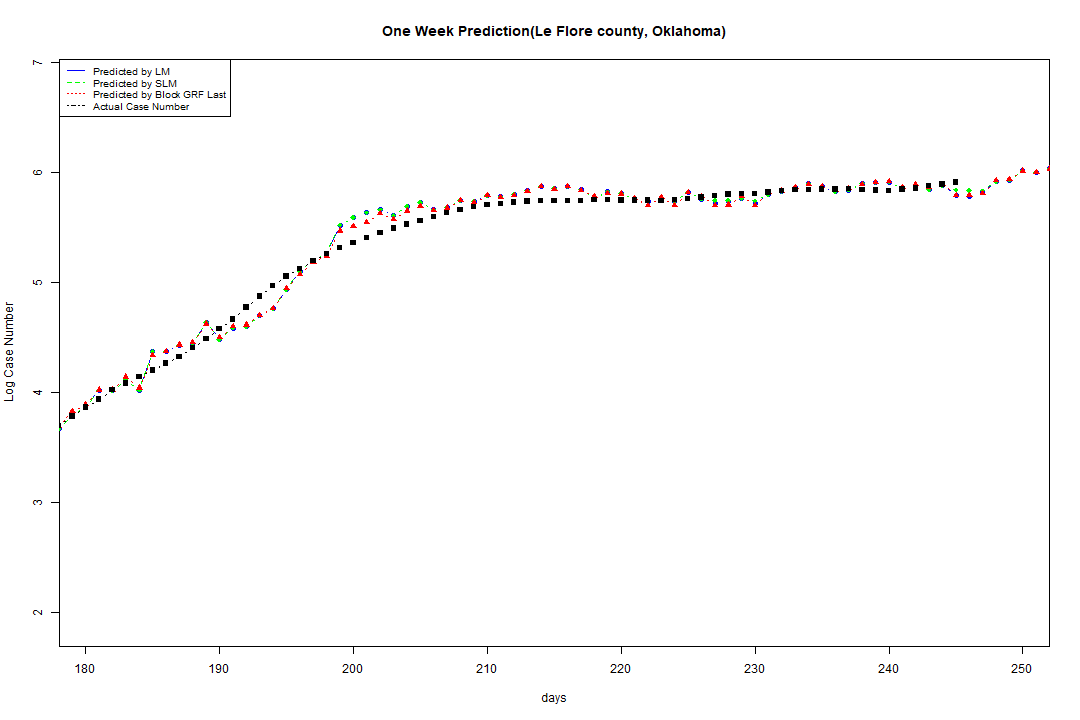 One Week Prediction(Le Flore county, Oklahoma)
Predicted by LM
Predicted by SLM
Predicted by Block GRF Last
Actual Case Number
7
6
5
4
3
2
Log Case Number
180 190 200 210 220 230 240 250
days